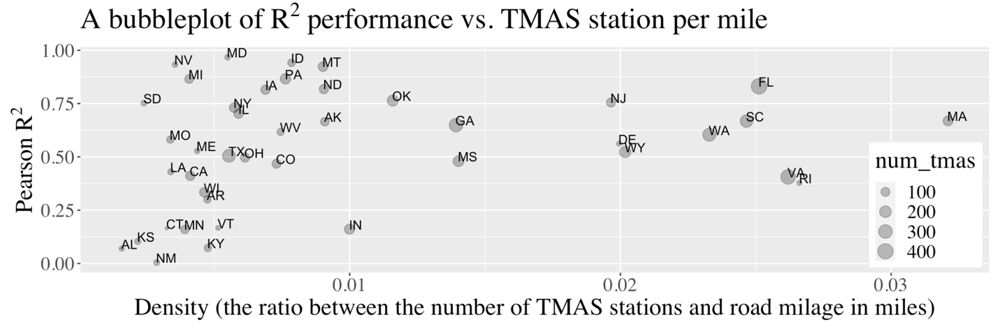 A bubbleplot of R² performance vs. TMAS station per mile
1.00
0.75
0.50
0.25
0.00
Pearson R²
NV
MD
ID
MT
MI
PA
IA
ND
FL
SD
NY
IL
OK
NJ
AK
GA
SC
MA
WV
WA
MO
ME
DE
WY
TX
OH
CO
MS
LA
CA
VA
RI
WI
AR
CT
MN
VT
IN
KS
AL
KY
NM
num_tmas
100
200
300
400
0.01
0.02
0.03
Density (the ratio between the number of TMAS stations and road milage in miles)